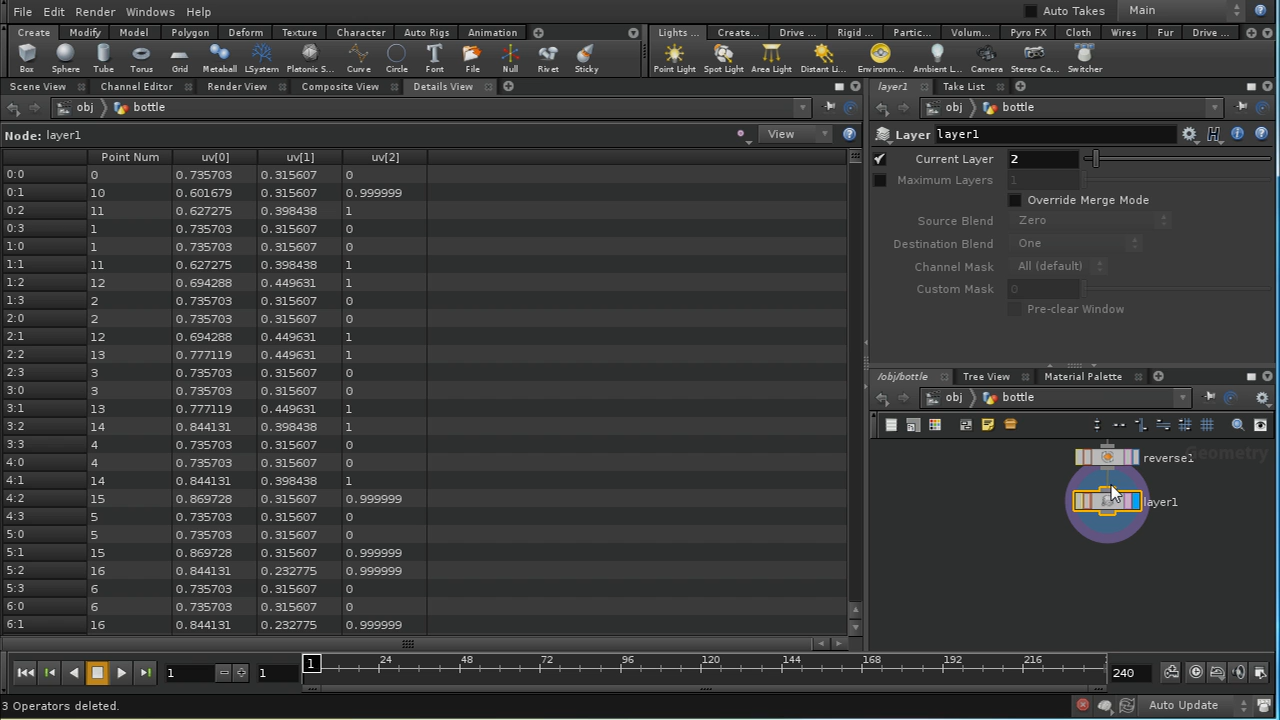 File Edit Render Windows Help Auto Takes Main
Create Modify Model Polygon Deform Texture Character Auto Rigs Animation Lights ... Create... Drive ... Rigid ... Partic... Volum... Pyro FX Cloth Wires Fur Drive ...
Box Sphere Tube Torus Grid Metaball LSystem Platonic S... Curve Circle Font File Null Rivet Sticky Point Light Spot Light Area Light Distant Li... Environm... Ambient L... Camera Stereo Ca... Switcher
Scene View Channel Editor Render View Composite View Details View layer1 Take List
obj bottle obj bottle
Node: layer1 View Layer layer1
Point Num uv[0] uv[1] uv[2] Current Layer 2
0:0 0 0.735703 0.315607 0 Maximum Layers 1
0:1 10 0.601679 0.315607 0.999999 Override Merge Mode
0:2 11 0.627275 0.398438 1 Source Blend Zero
0:3 1 0.735703 0.315607 0
1:0 1 0.735703 0.315607 0 Destination Blend One
1:1 11 0.627275 0.398438 1 Channel Mask All (default)
1:2 12 0.694288 0.449631 1 Custom Mask 0
1:3 2 0.735703 0.315607 0 Pre-clear Window
2:0 2 0.735703 0.315607 0
2:1 12 0.694288 0.449631 1
2:2 13 0.777119 0.449631 1
2:3 3 0.735703 0.315607 0 /obj/bottle Tree View Material Palette
3:0 3 0.735703 0.315607 0 obj bottle
3:1 13 0.777119 0.449631 1
3:2 14 0.844131 0.398438 1
3:3 4 0.735703 0.315607 0 Geometry
4:0 4 0.735703 0.315607 0 reverse1
4:1 14 0.844131 0.398438 1
4:2 15 0.869728 0.315607 0.999999 layer1
4:3 5 0.735703 0.315607 0
5:0 5 0.735703 0.315607 0
5:1 15 0.869728 0.315607 0.999999
5:2 16 0.844131 0.232775 0.999999
5:3 6 0.735703 0.315607 0
6:0 6 0.735703 0.315607 0
6:1 16 0.844131 0.232775 0.999999
1 1 1 24 48 72 96 120 144 168 192 216 240
3 Operators deleted. Auto Update